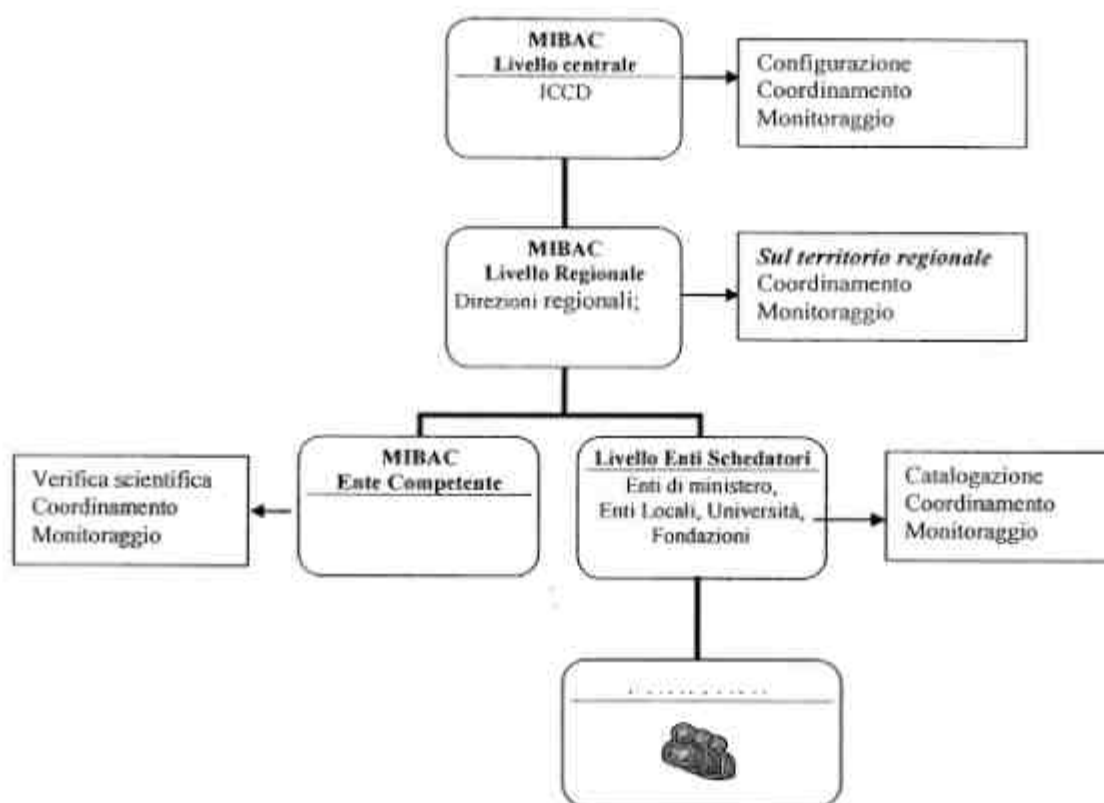 MIBAC
Livello centrale
ICCD
Configurazione
Coordinamento
Monitoraggio
MIBAC
Livello Regionale
Direzioni regionali;
Sul territorio regionale
Coordinamento
Monitoraggio
MIBAC
Ente Competente
Verifica scientifica
Coordinamento
Monitoraggio
Livello Enti Schedatori
Enti di ministero,
Enti Locali, Università,
Fondazioni
Catalogazione
Coordinamento
Monitoraggio